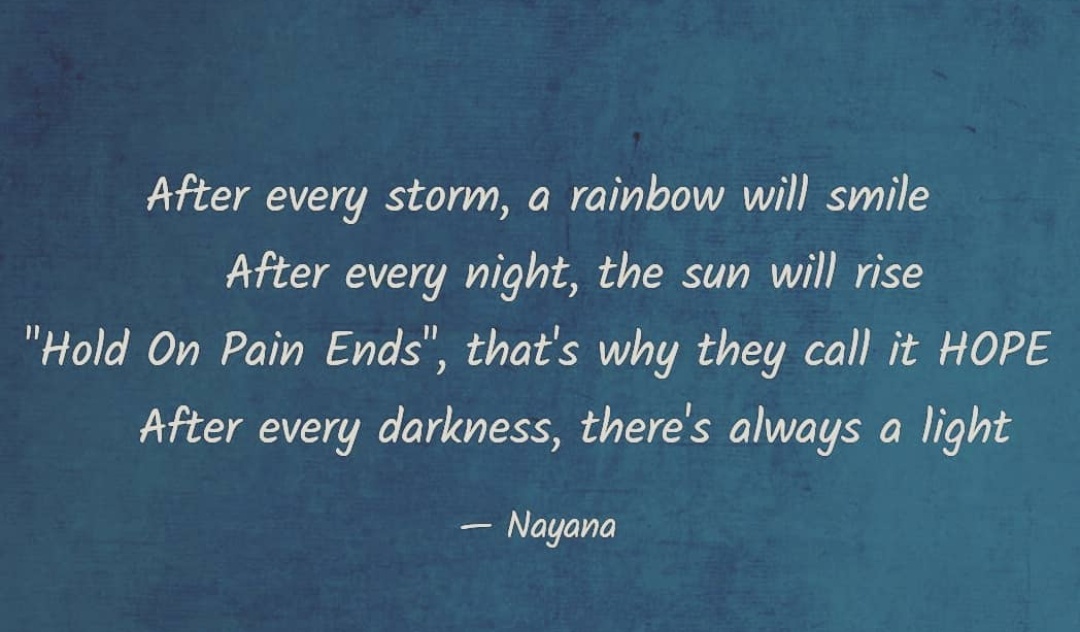 After every storm, a rainbow will smile
After every night, the sun will rise
"Hold On Pain Ends", that's why they call it HOPE
After every darkness, there's always a light
— Nayana